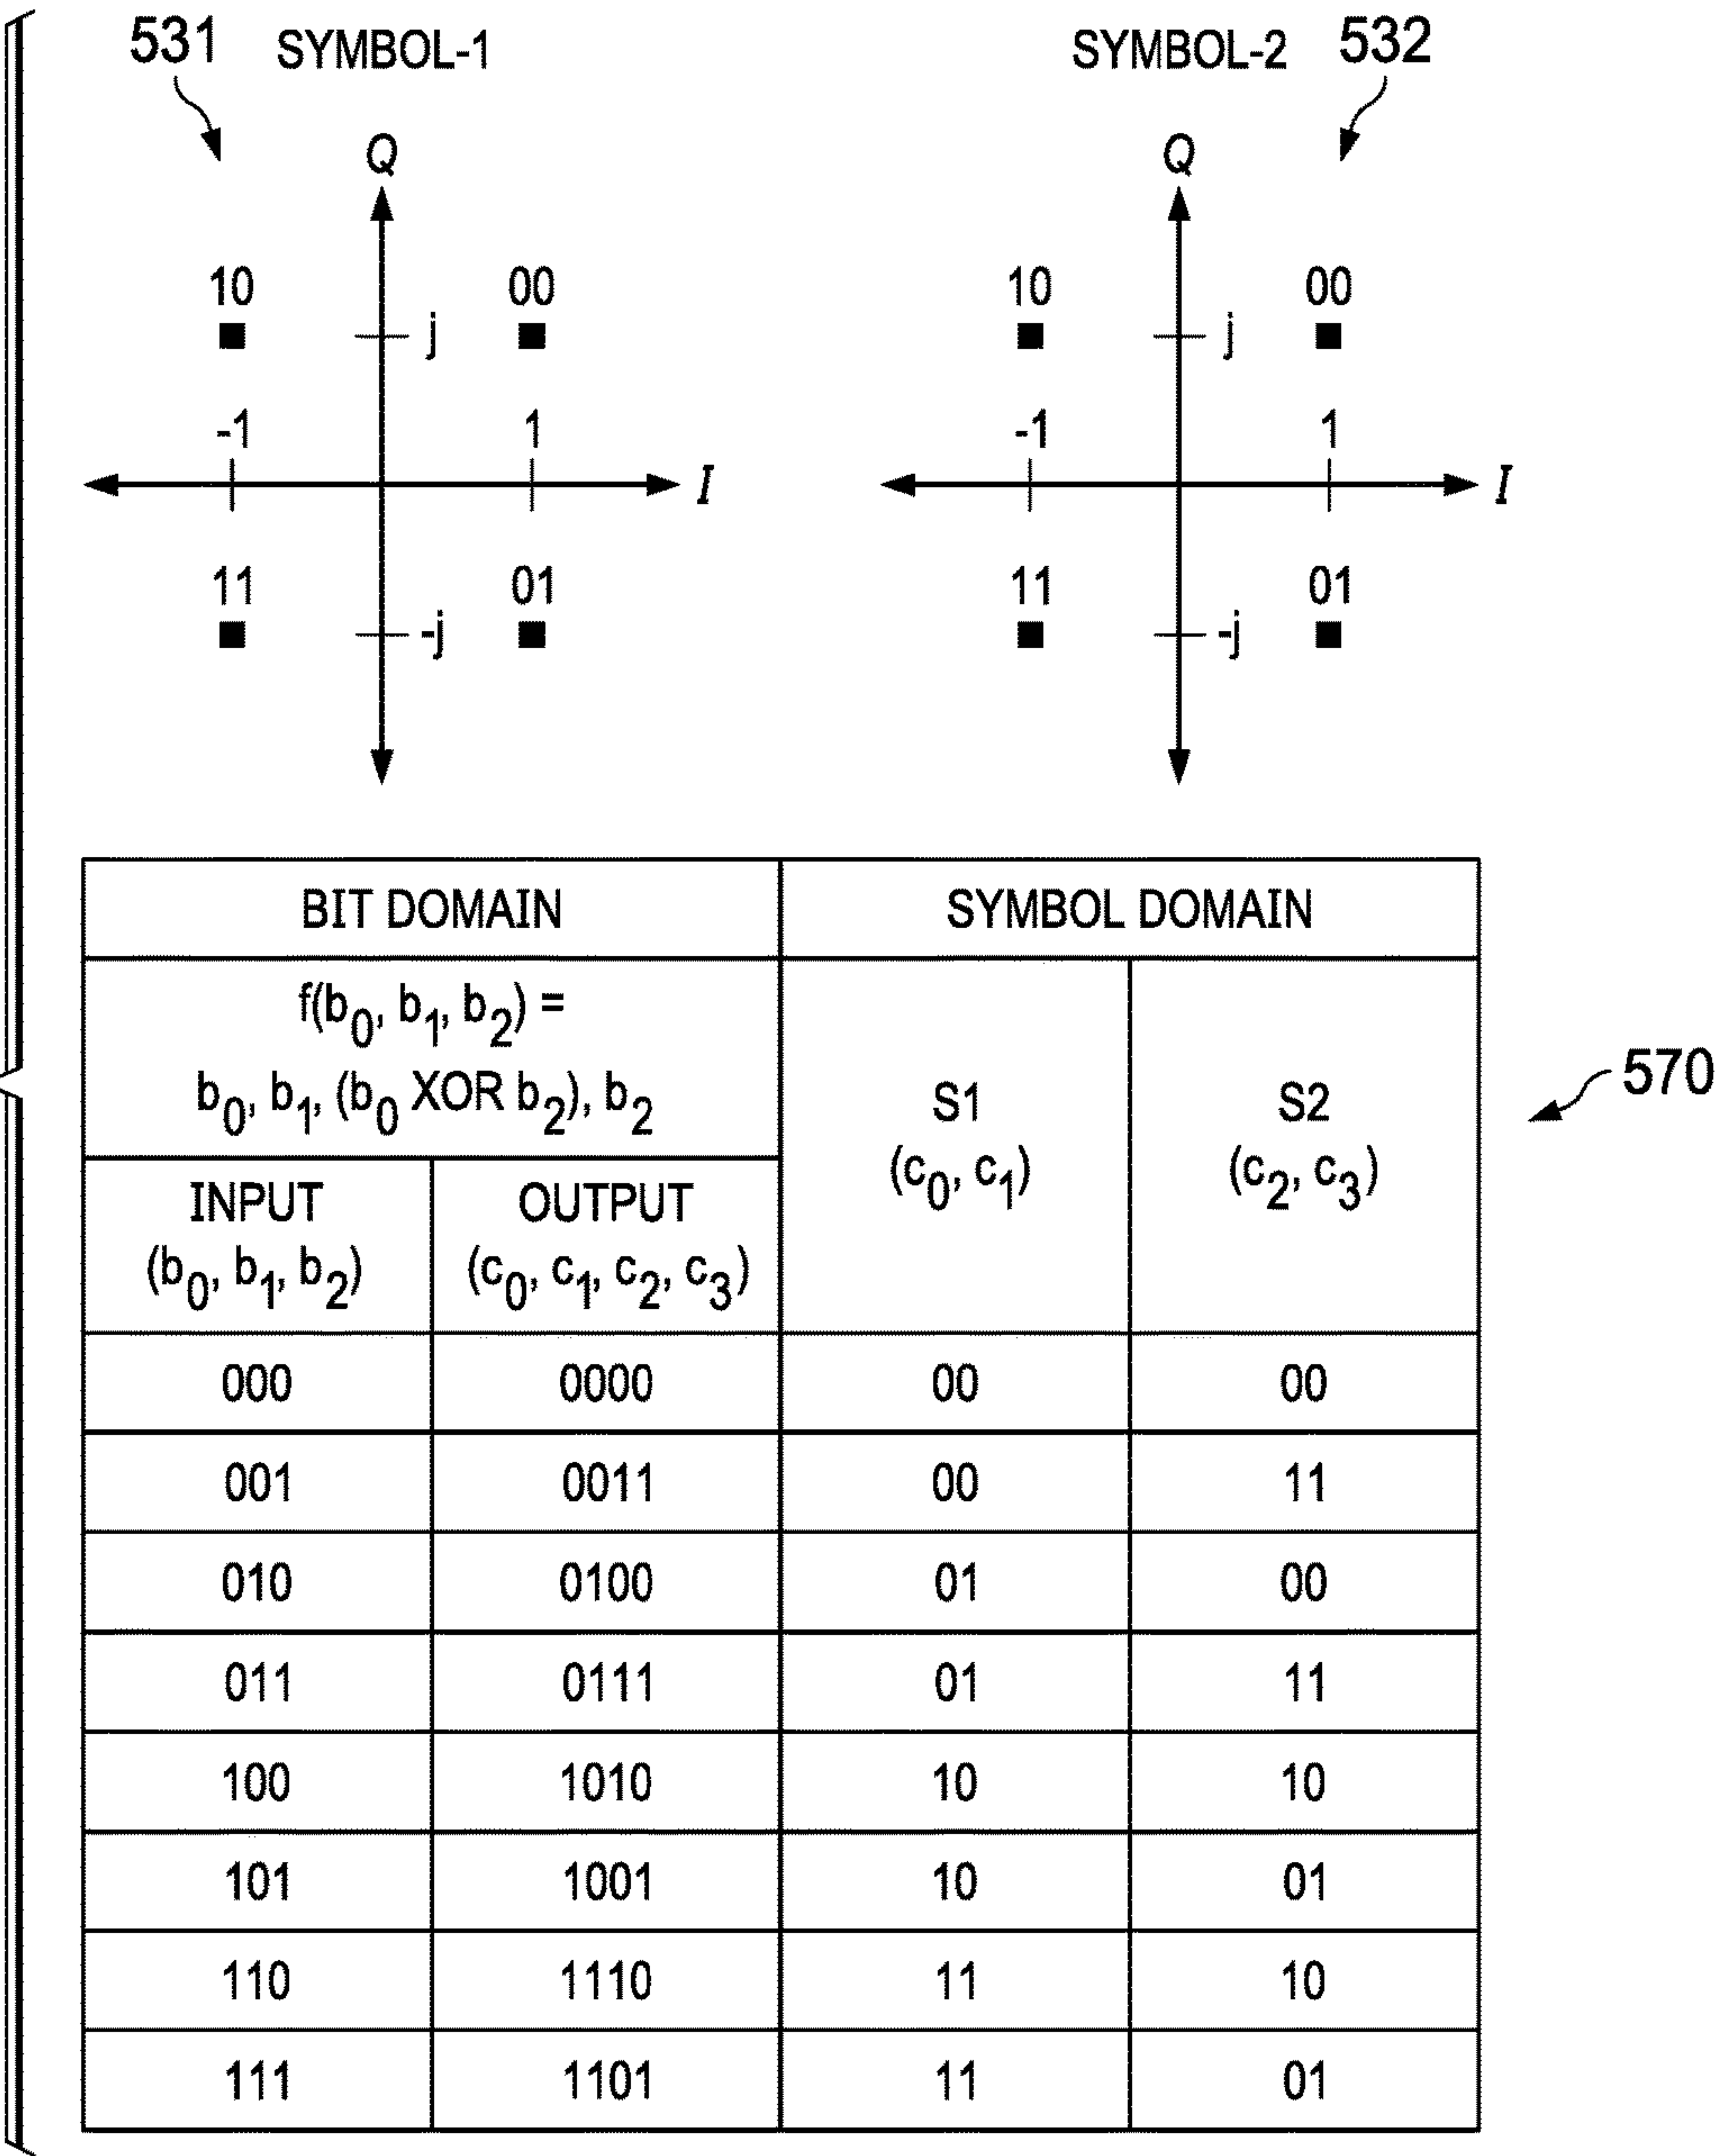 531 SYMBOL-1 SYMBOL-2 532
Q Q
10 00 10 00
j j
-1 1 -1 1
I I
11 01 11 01
-j -j
BIT DOMAIN SYMBOL DOMAIN
f(b0, b1, b2) =
b0, b1, (b0 XOR b2), b2
S1 S2
(c0, c1) (c2, c3)
570
INPUT OUTPUT
(b0, b1, b2) (c0, c1, c2, c3)
000 0000 00 00
001 0011 00 11
010 0100 01 00
011 0111 01 11
100 1010 10 10
101 1001 10 01
110 1110 11 10
111 1101 11 01